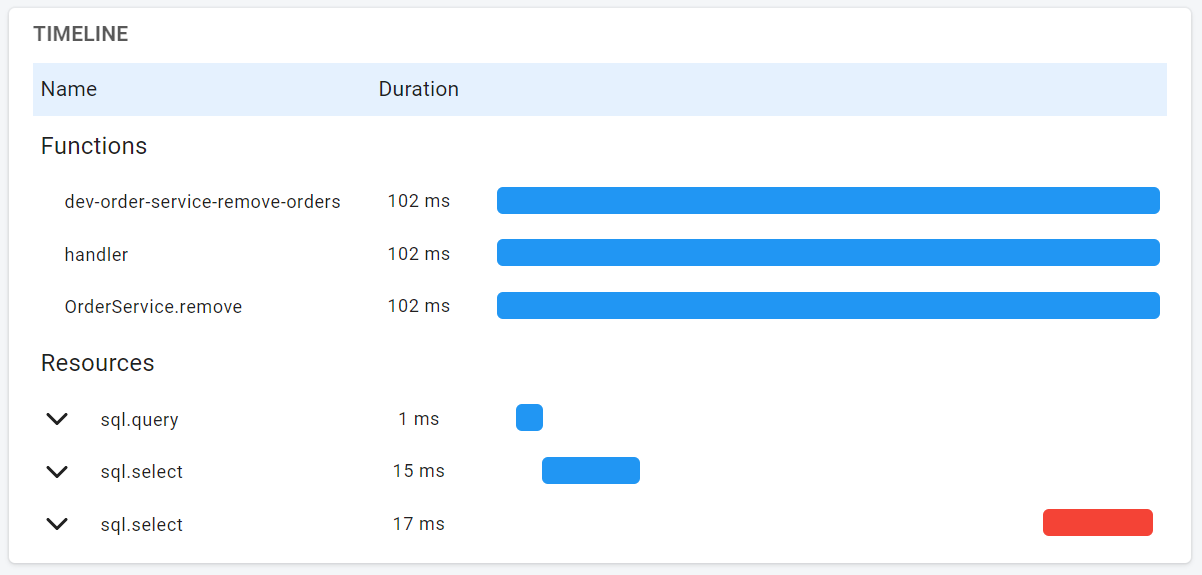 TIMELINE
Name Duration
Functions
dev-order-service-remove-orders 102 ms
handler 102 ms
OrderService.remove 102 ms
Resources
sql.query 1 ms
sql.select 15 ms
sql.select 17 ms